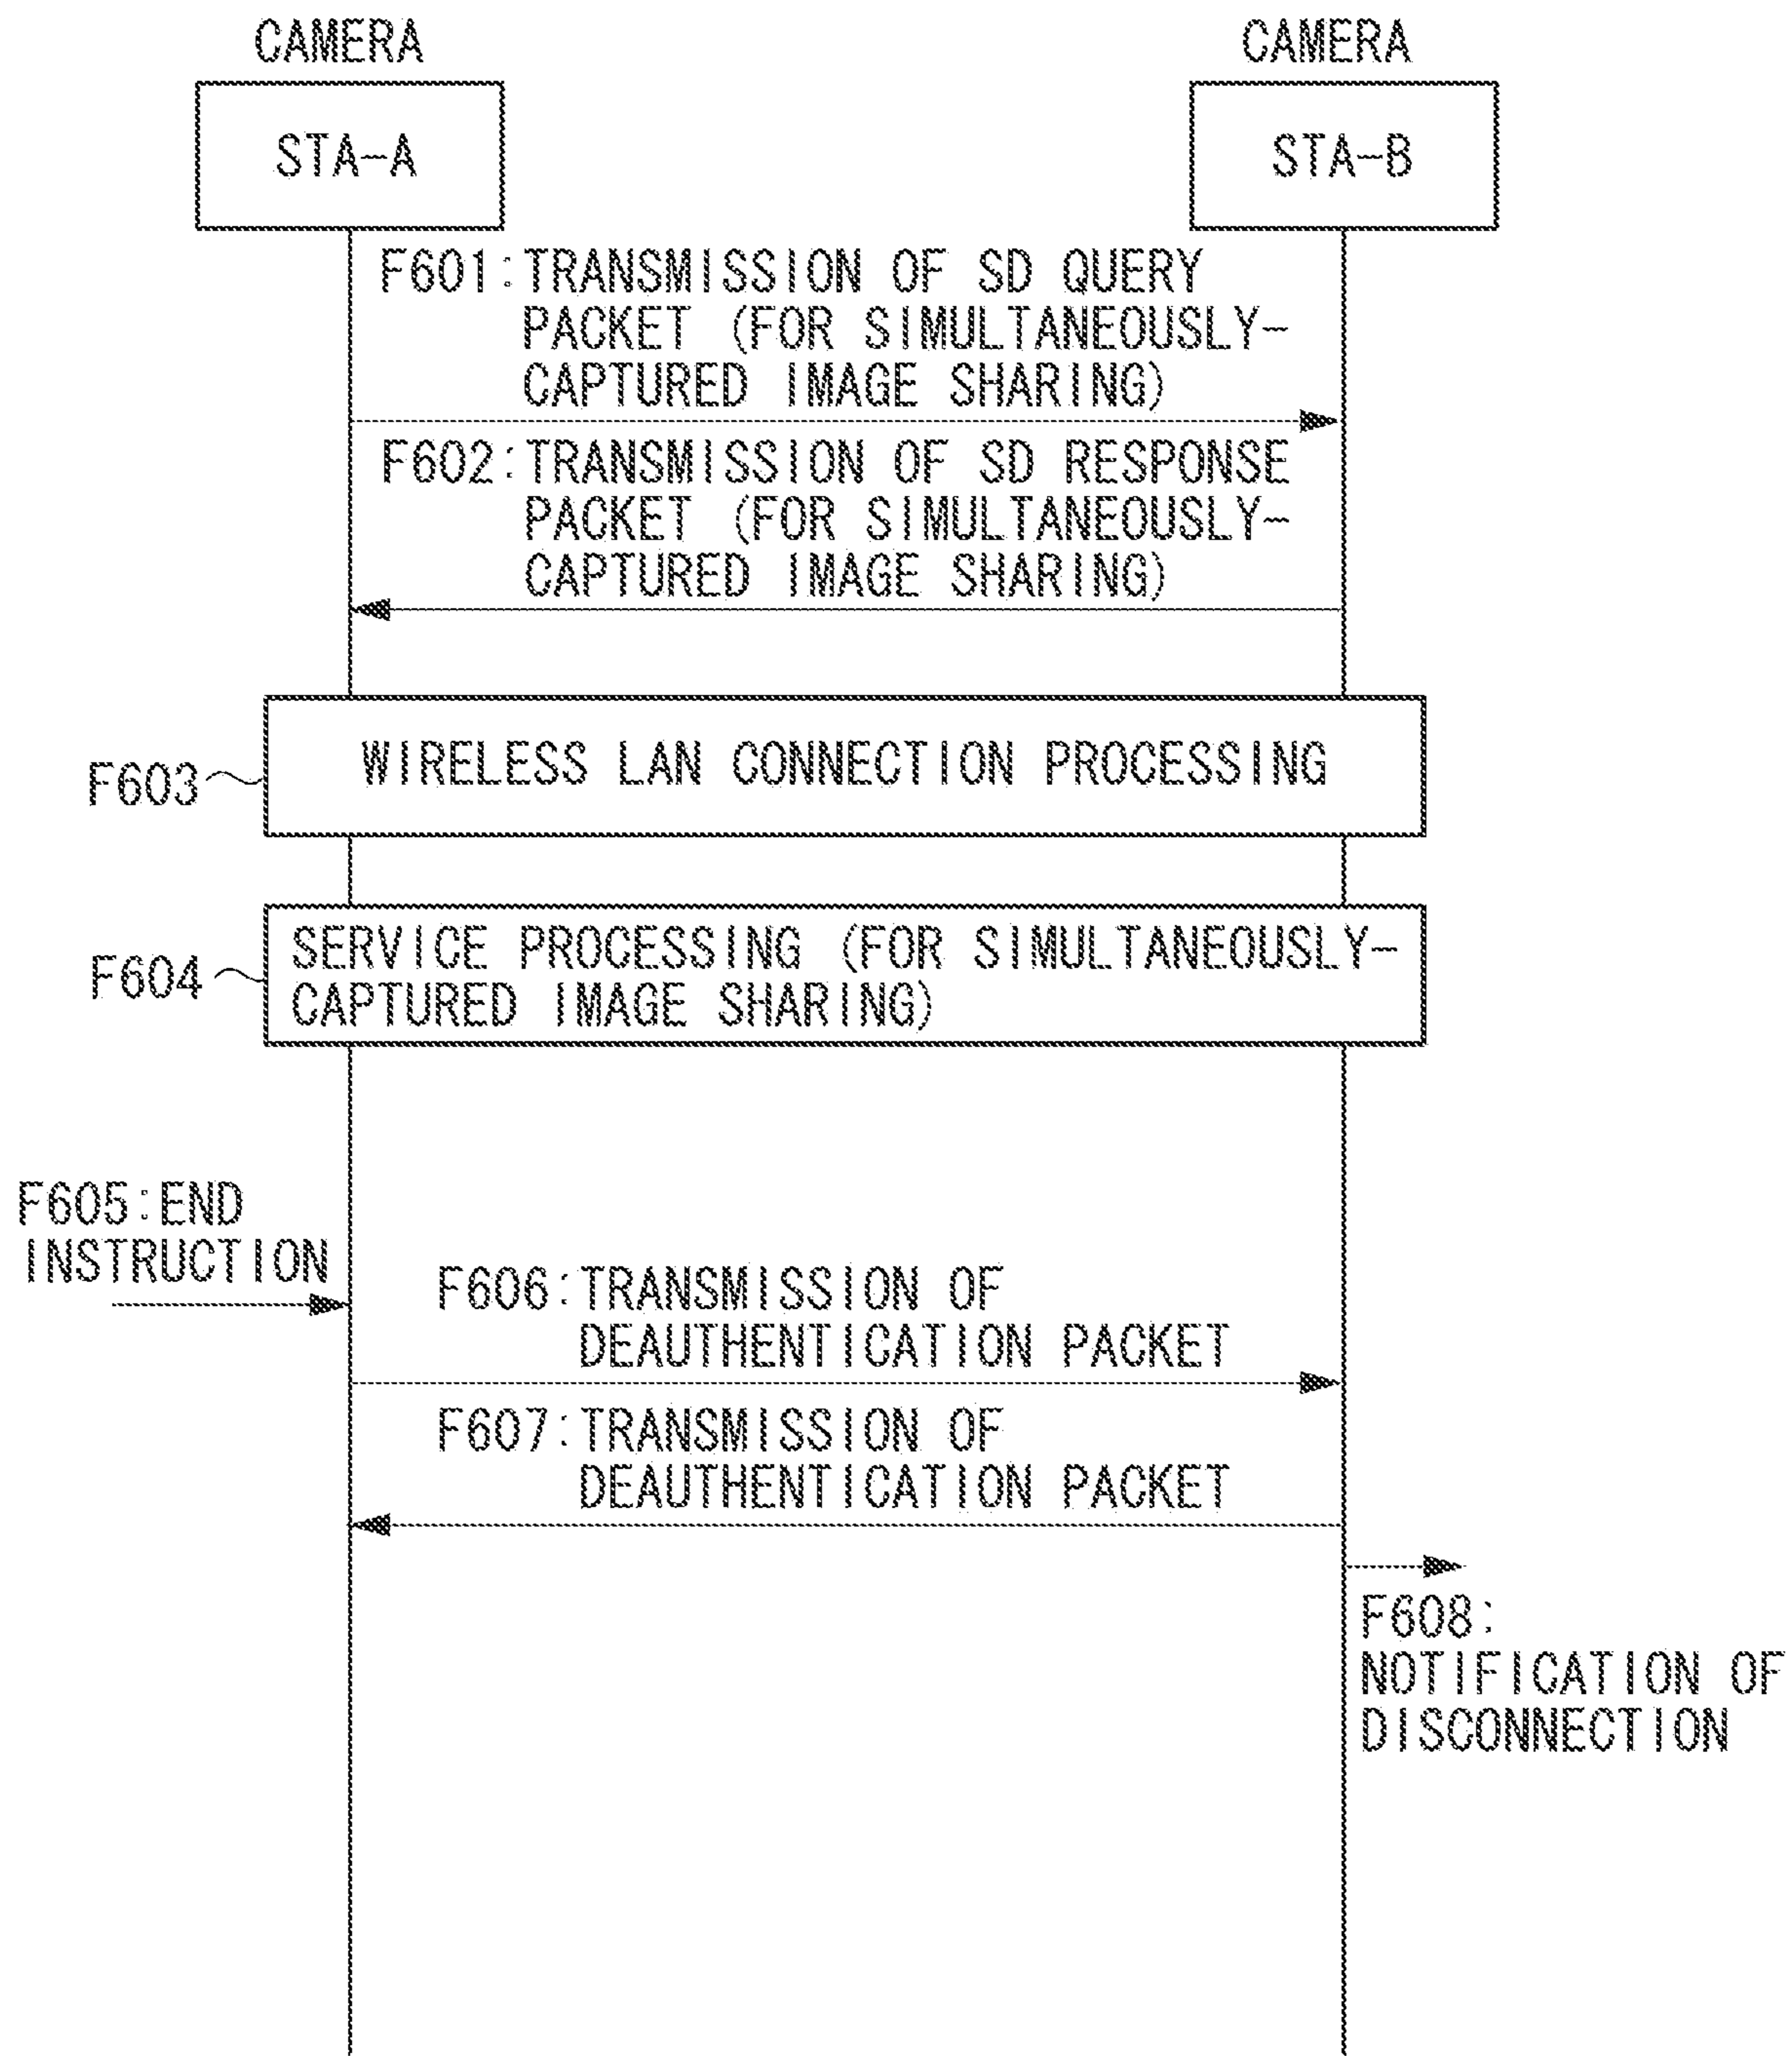 CAMERA
CAMERA
STA-A
STA-B
F601:TRANSMISSION OF SD QUERY
PACKET (FOR SIMULTANEOUSLY-
CAPTURED IMAGE SHARING)
F602:TRANSMISSION OF SD RESPONSE
PACKET (FOR SIMULTANEOUSLY-
CAPTURED IMAGE SHARING)
WIRELESS LAN CONNECTION PROCESSING
F603
SERVICE PROCESSING (FOR SIMULTANEOUSLY-
CAPTURED IMAGE SHARING)
F604
F605:END
INSTRUCTION
F606:TRANSMISSION OF
DEAUTHENTICATION PACKET
F607:TRANSMISSION OF
DEAUTHENTICATION PACKET
F608:
NOTIFICATION OF
DISCONNECTION